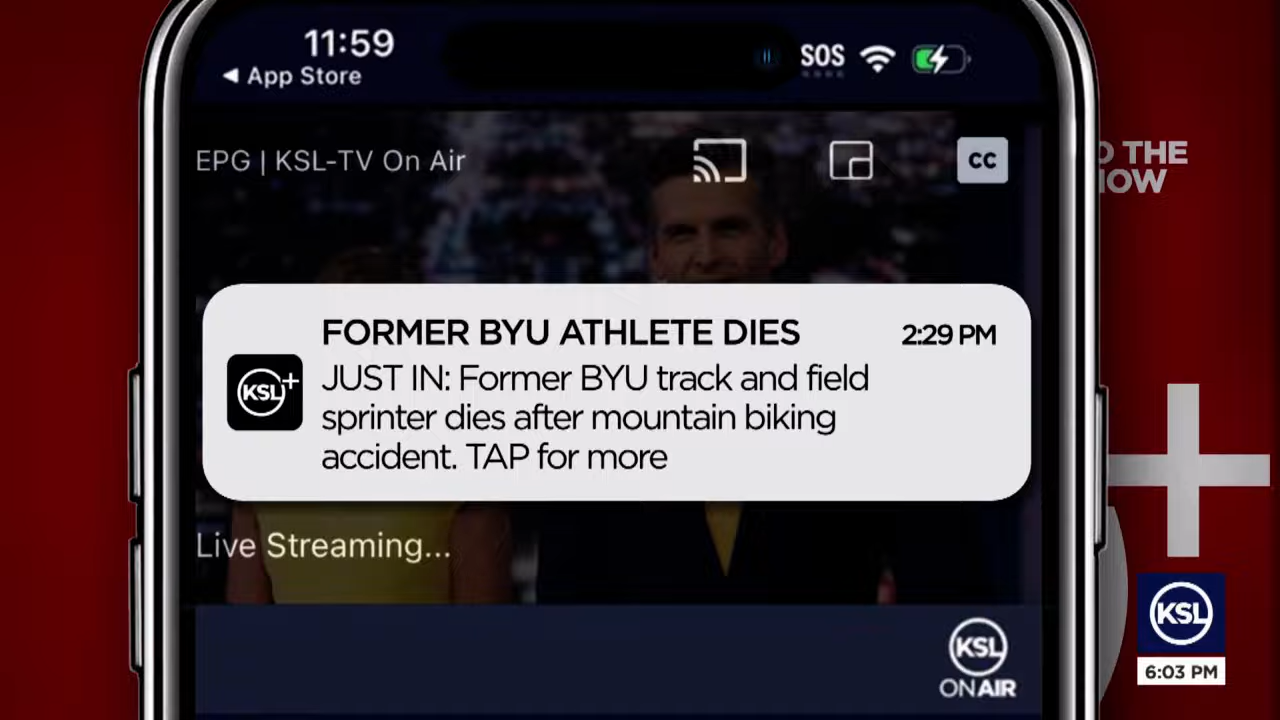 11:59
SOS
App Store
EPG | KSL-TV On Air
CC
THE
FORMER BYU ATHLETE DIES
2:29 PM
KSL+
JUST IN: Former BYU track and field
sprinter dies after mountain biking
accident. TAP for more
Live Streaming...
KSL
ON AIR
KSL
6:03 PM